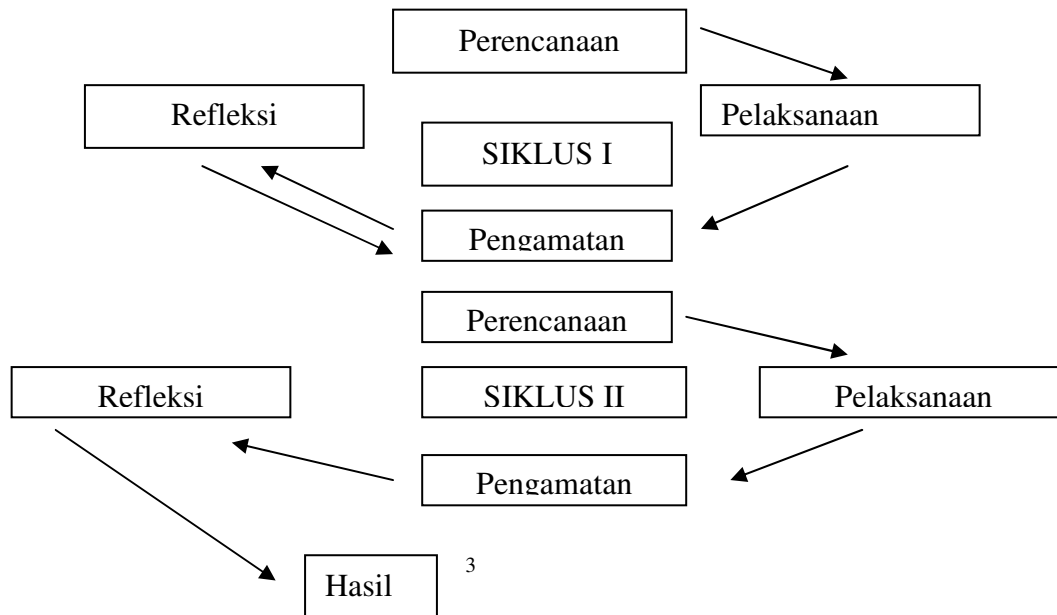 Perencanaan
Refleksi
Pelaksanaan
SIKLUS I
Pengamatan
Perencanaan
Refleksi
SIKLUS II
Pelaksanaan
Pengamatan
Hasil
3